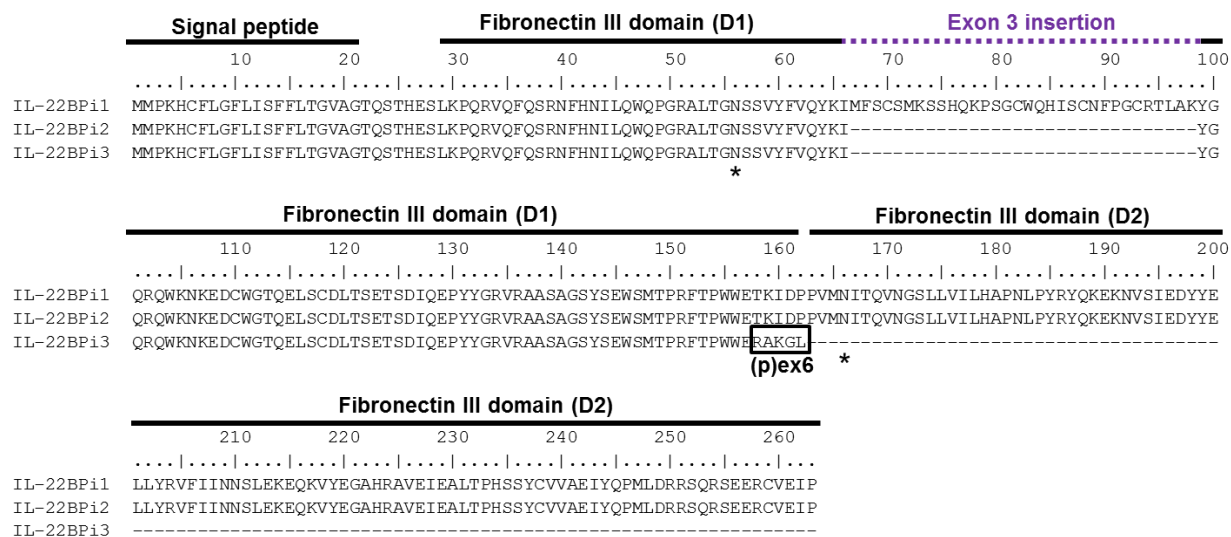 Signal peptide Fibronectin III domain (D1) Exon 3 insertion
10 20 30 40 50 60 70 80 90 100
....|....|....|....|....|....|....|....|....|....|....|....|....|....|....|....|....|....|....|....|
IL-22BPi1 MMPKHCFLGFLISFFLTGVAGTQSTHESLKPQRVQFQSRNFHNILQWQPGRALTGNSSVYFVQYKIMFSCSMKSSHQKPSGCWQHISCNFPGCRTLAKYG
IL-22BPi2 MMPKHCFLGFLISFFLTGVAGTQSTHESLKPQRVQFQSRNFHNILQWQPGRALTGNSSVYFVQYKI--------------------------------YG
IL-22BPi3 MMPKHCFLGFLISFFLTGVAGTQSTHESLKPQRVQFQSRNFHNILQWQPGRALTGNSSVYFVQYKI--------------------------------YG
*
Fibronectin III domain (D1) Fibronectin III domain (D2)
110 120 130 140 150 160 170 180 190 200
....|....|....|....|....|....|....|....|....|....|....|....|....|....|....|....|....|....|....|....|
IL-22BPi1 QRQWKNKEDCWGTQELSCDLTSETSDIQEPYYGRVRAASAGSYSEWSMTPRFTPWWETKIDPPVMNITQVNGSLLVILHAPNLPYRYQKEKNVSIEDYYE
IL-22BPi2 QRQWKNKEDCWGTQELSCDLTSETSDIQEPYYGRVRAASAGSYSEWSMTPRFTPWWETKIDPPVMNITQVNGSLLVILHAPNLPYRYQKEKNVSIEDYYE
IL-22BPi3 QRQWKNKEDCWGTQELSCDLTSETSDIQEPYYGRVRAASAGSYSEWSMTPRFTPWWERAKGL--------------------------------------
(p)ex6 *
Fibronectin III domain (D2)
210 220 230 240 250 260
....|....|....|....|....|....|....|....|....|....|....|....|...
IL-22BPi1 LLYRVFIINNSLEKEQKVYEGAHRAVEIEALTPHSSYCVVAEIYQPMLDRRSQRSEERCVEIP
IL-22BPi2 LLYRVFIINNSLEKEQKVYEGAHRAVEIEALTPHSSYCVVAEIYQPMLDRRSQRSEERCVEIP
IL-22BPi3 ---------------------------------------------------------------